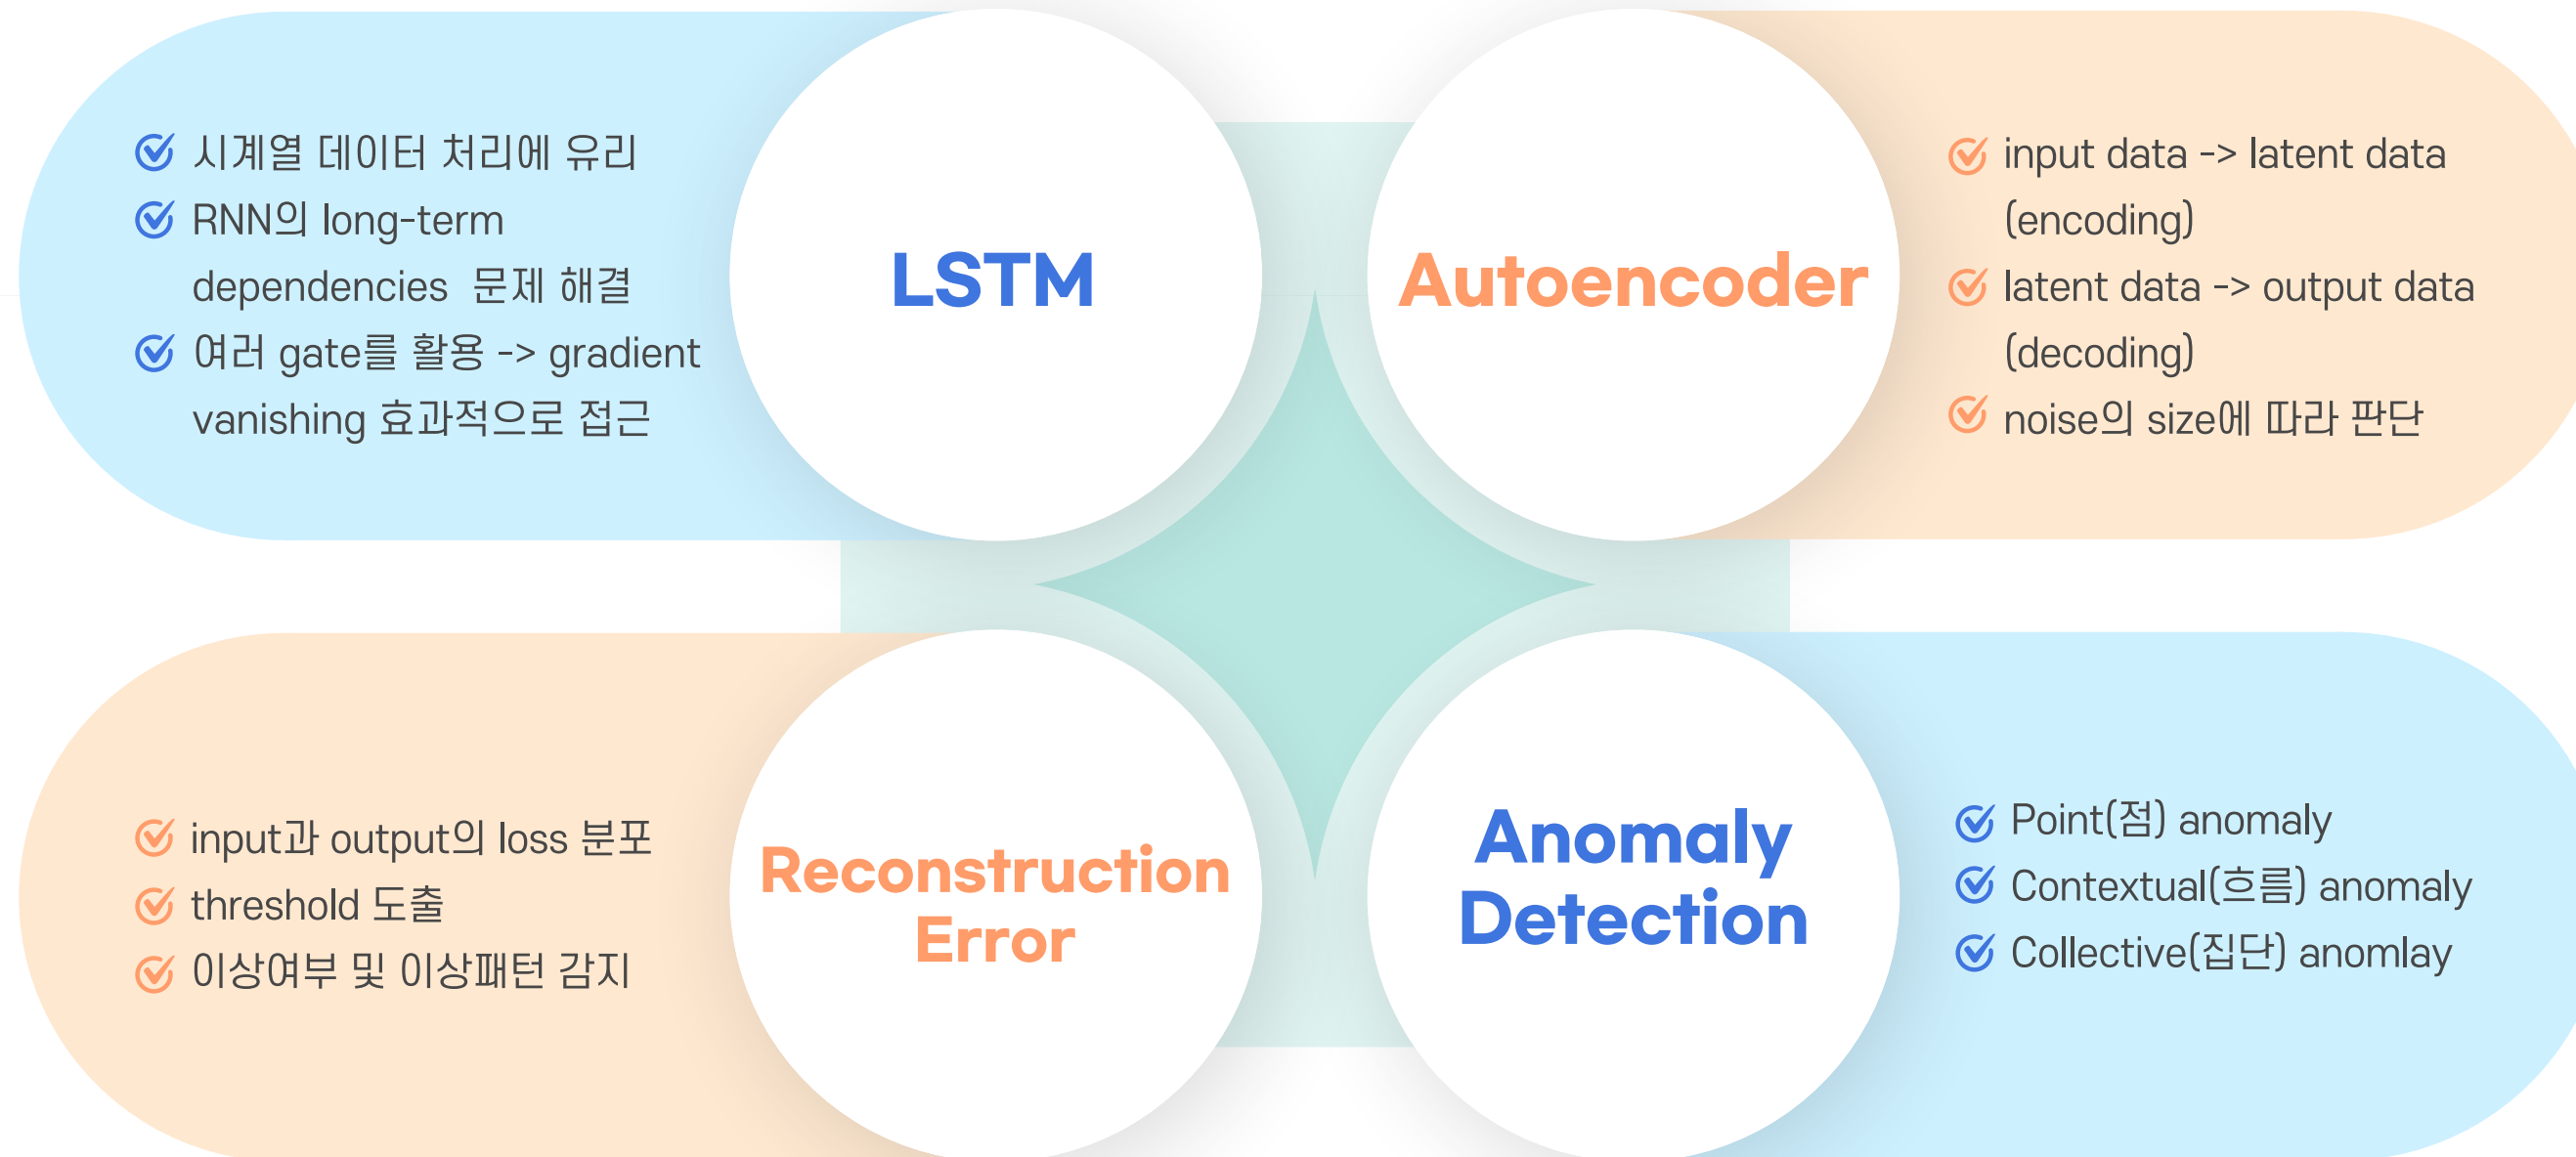 시계열 데이터 처리에 유리
RNN의 long-term
dependencies 문제 해결
여러 gate를 활용 -> gradient
vanishing 효과적으로 접근
LSTM
Autoencoder
input data -> latent data
(encoding)
latent data -> output data
(decoding)
noise의 size에 따라 판단
input과 output의 loss 분포
threshold 도출
이상여부 및 이상패턴 감지
Reconstruction
Error
Anomaly
Detection
Point(점) anomaly
Contextual(흐름) anomaly
Collective(집단) anomlay